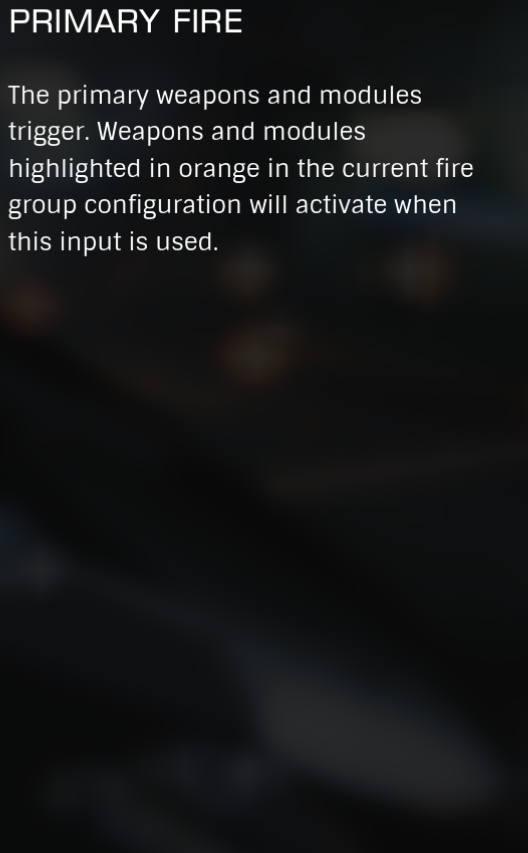 PRIMARY FIRE
The primary weapons and modules
trigger. Weapons and modules
highlighted in orange in the current fire
group configuration will activate when
this input is used.